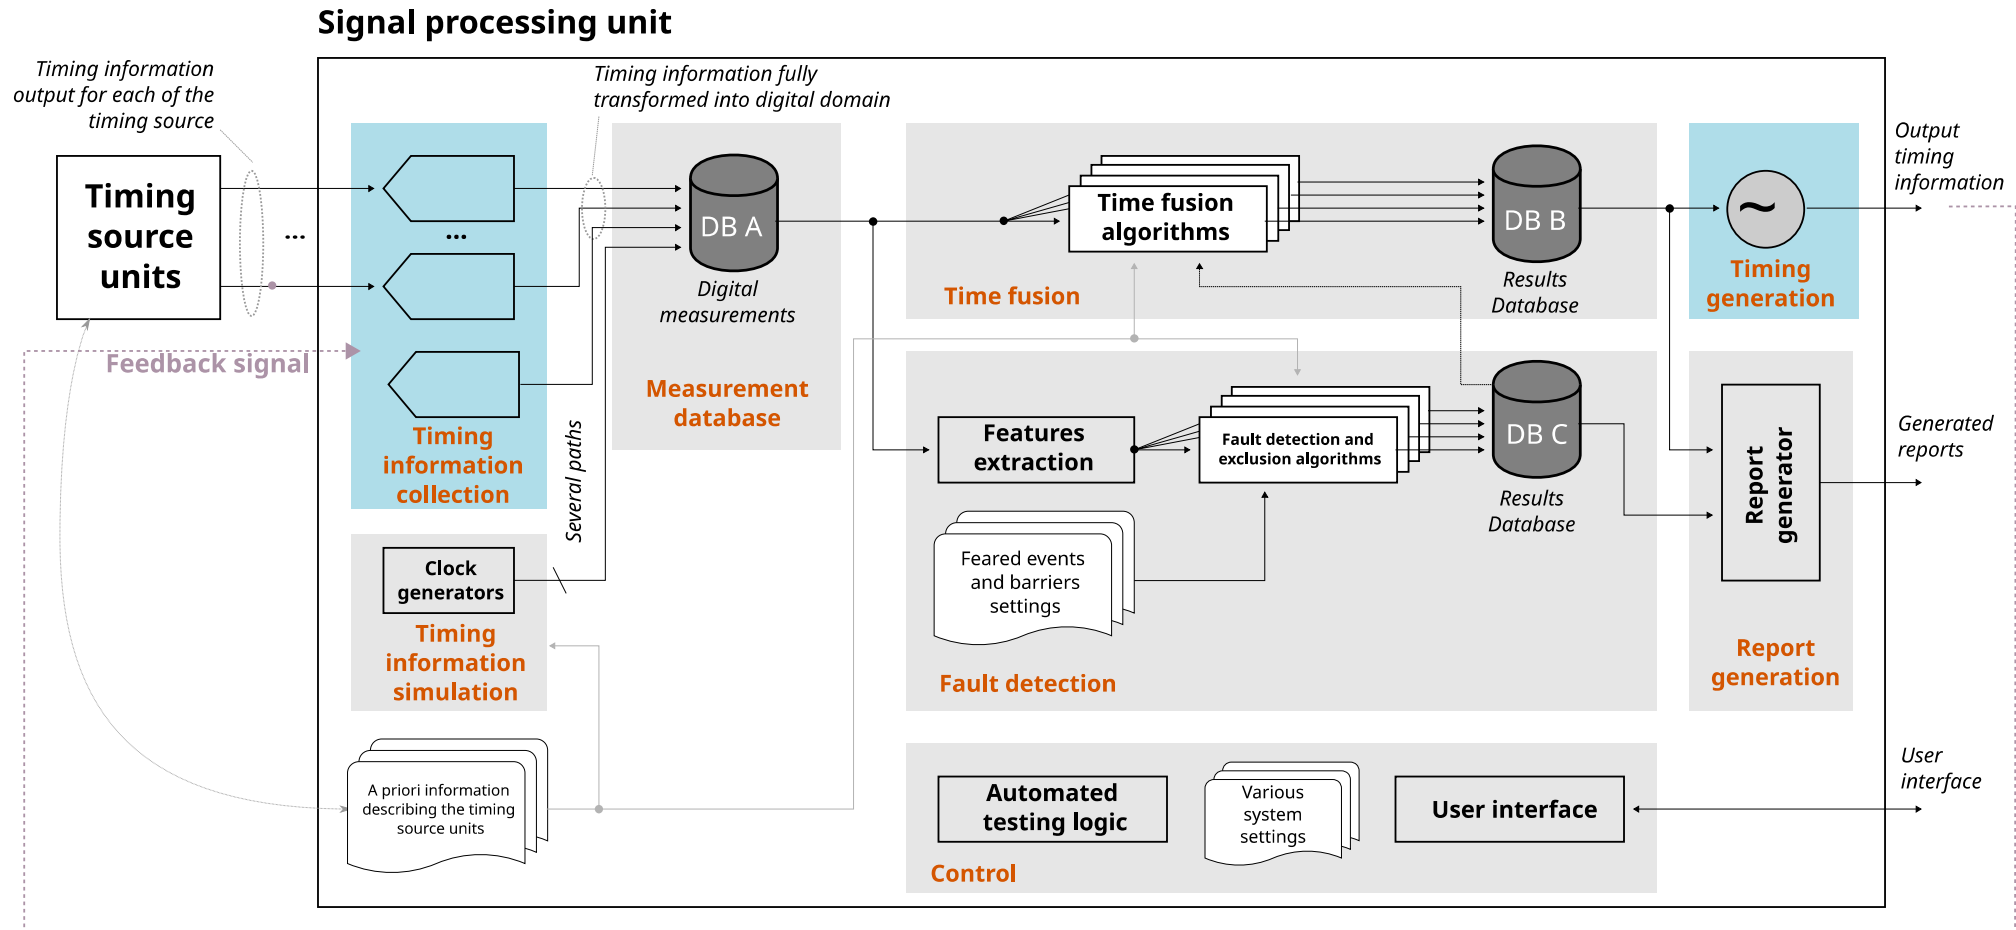 Signal processing unit
Timing information
output for each of the
timing source
Timing information fully
transformed into digital domain
Timing
source
units
...
...
DB A
Digital
measurements
Measurement
database
Time fusion
algorithms
Time fusion
DB B
Results
Database
~
Timing
generation
Output
timing
information
Feedback signal
Timing
information
collection
Several paths
Features
extraction
Fault detection and
exclusion algorithms
DB C
Results
Database
Report
generator
Generated
reports
Clock
generators
Timing
information
simulation
Feared events
and barriers
settings
Fault detection
Report
generation
A priori information
describing the timing
source units
Automated
testing logic
Various
system
settings
User interface
Control
User
interface